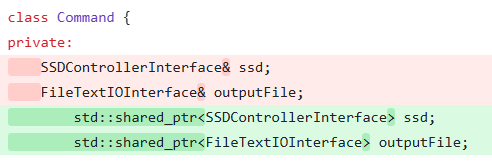 class Command {
private:
    SSDControllerInterface& ssd;
    FileTextIOInterface& outputFile;
        std::shared_ptr<SSDControllerInterface> ssd;
        std::shared_ptr<FileTextIOInterface> outputFile;